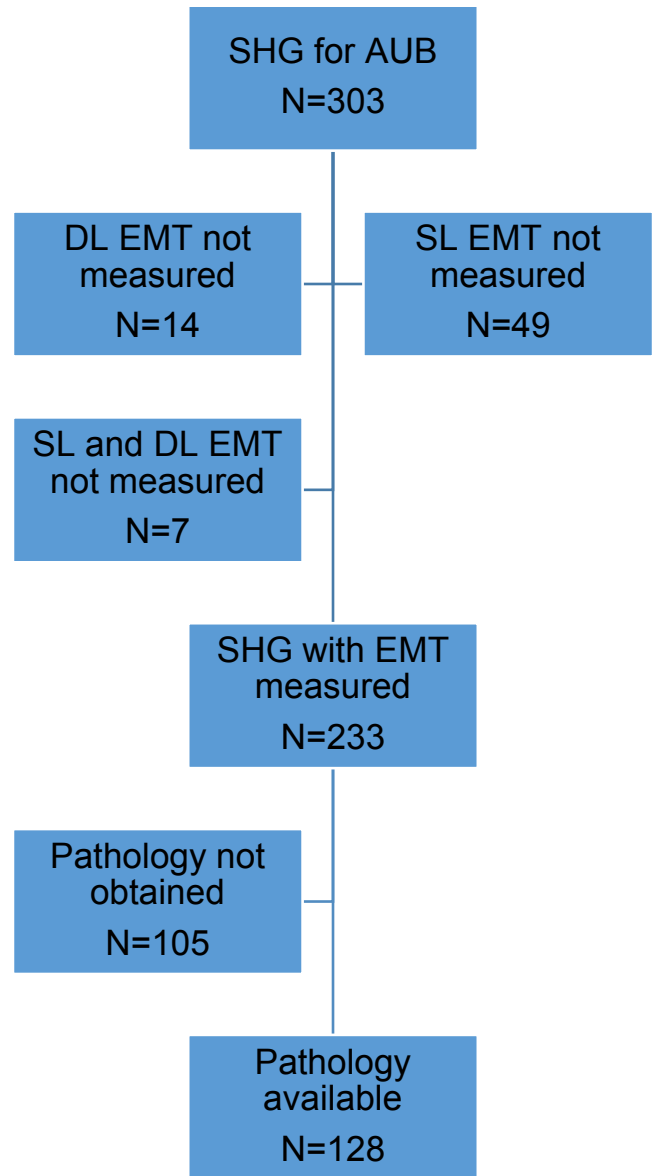 SHG for AUB
N=303
DL EMT not
measured
N=14
SL EMT not
measured
N=49
SL and DL EMT
not measured
N=7
SHG with EMT
measured
N=233
Pathology not
obtained
N=105
Pathology
available
N=128